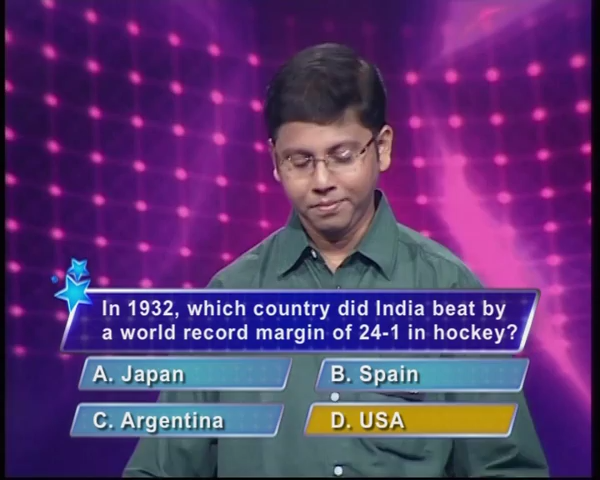 In 1932, which country did India beat by
a world record margin of 24-1 in hockey?
A. Japan
B. Spain
C. Argentina
D. USA